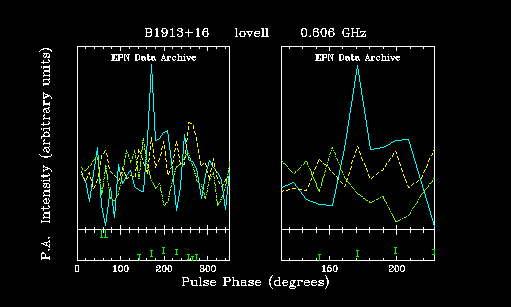 B1913+16 lovell 0.606 GHz
EPN Data Archive EPN Data Archive
P.A. Intensity (arbitrary units)
0 100 200 300 160 200
Pulse Phase (degrees)